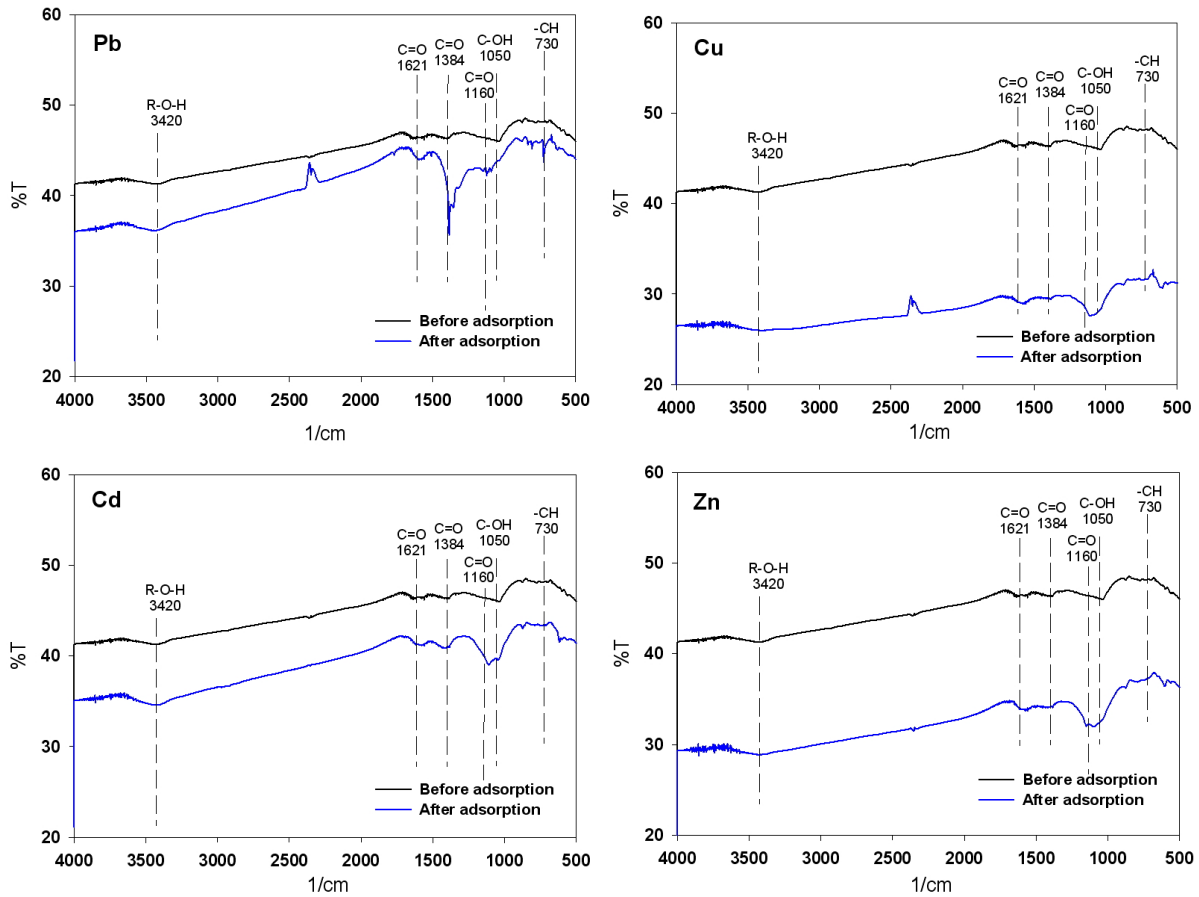 Pb
60
50
40
30
20
%T
R-O-H
3420
C=O
1621
C=O
1384
C-OH
1050
C=O
1160
-CH
730
Before adsorption
After adsorption
4000 3500 3000 2500 2000 1500 1000 500
1/cm
Cu
60
50
40
30
20
%T
R-O-H
3420
C=O
1621
C=O
1384
C-OH
1050
C=O
1160
-CH
730
Before adsorption
After adsorption
4000 3500 3000 2500 2000 1500 1000 500
1/cm
Cd
60
50
40
30
20
%T
R-O-H
3420
C=O
1621
C=O
1384
C-OH
1050
C=O
1160
-CH
730
Before adsorption
After adsorption
4000 3500 3000 2500 2000 1500 1000 500
1/cm
Zn
60
50
40
30
20
%T
R-O-H
3420
C=O
1621
C=O
1384
C-OH
1050
C=O
1160
-CH
730
Before adsorption
After adsorption
4000 3500 3000 2500 2000 1500 1000 500
1/cm